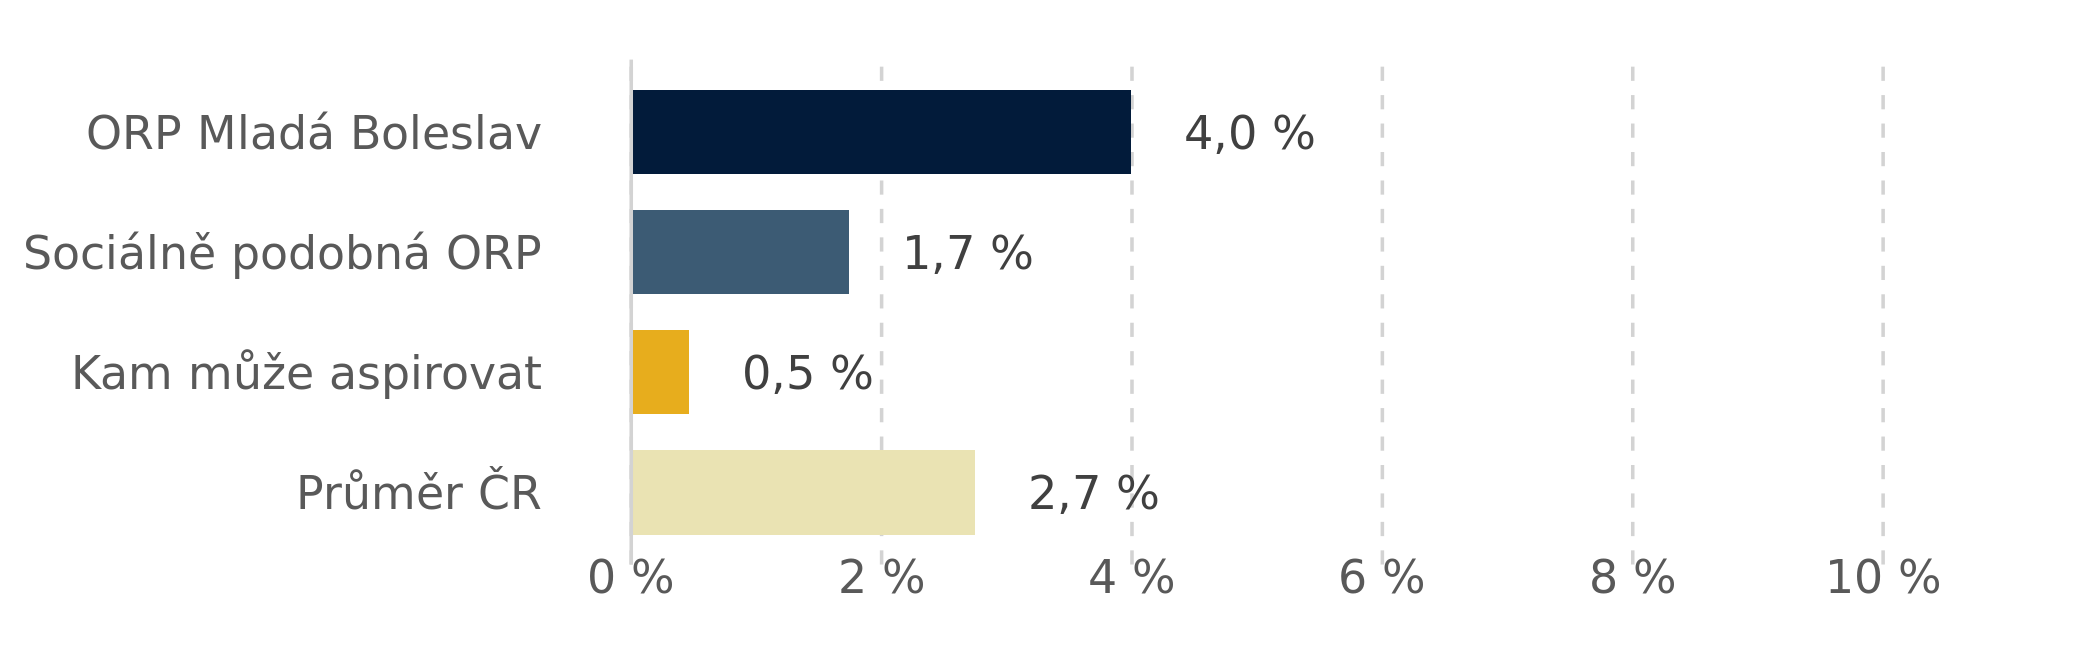 ORP Mladá Boleslav 4,0 %
Sociálně podobná ORP 1,7 %
Kam může aspirovat 0,5 %
Průměr ČR 2,7 %
0 % 2 % 4 % 6 % 8 % 10 %